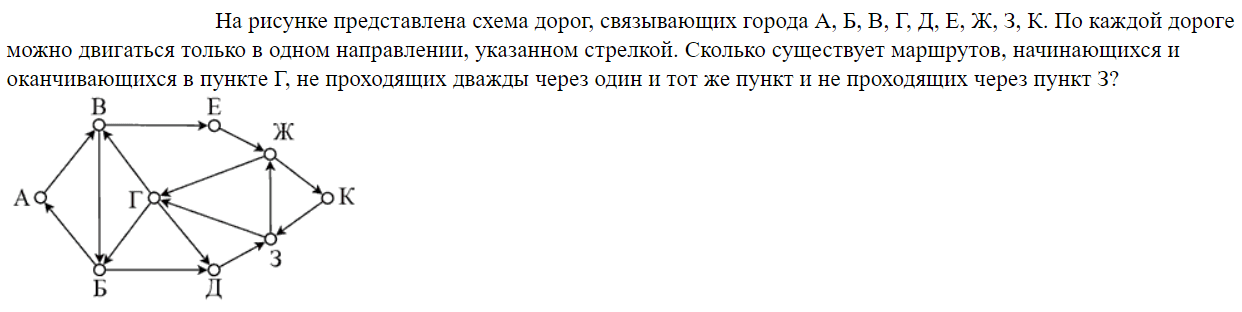 На рисунке представлена схема дорог, связывающих города А, Б, В, Г, Д, Е, Ж, З, К. По каждой дороге
можно двигаться только в одном направлении, указанном стрелкой. Сколько существует маршрутов, начинающихся и
оканчивающихся в пункте Г, не проходящих дважды через один и тот же пункт и не проходящих через пункт З?
В Е
Ж
А Г К
З
Б Д